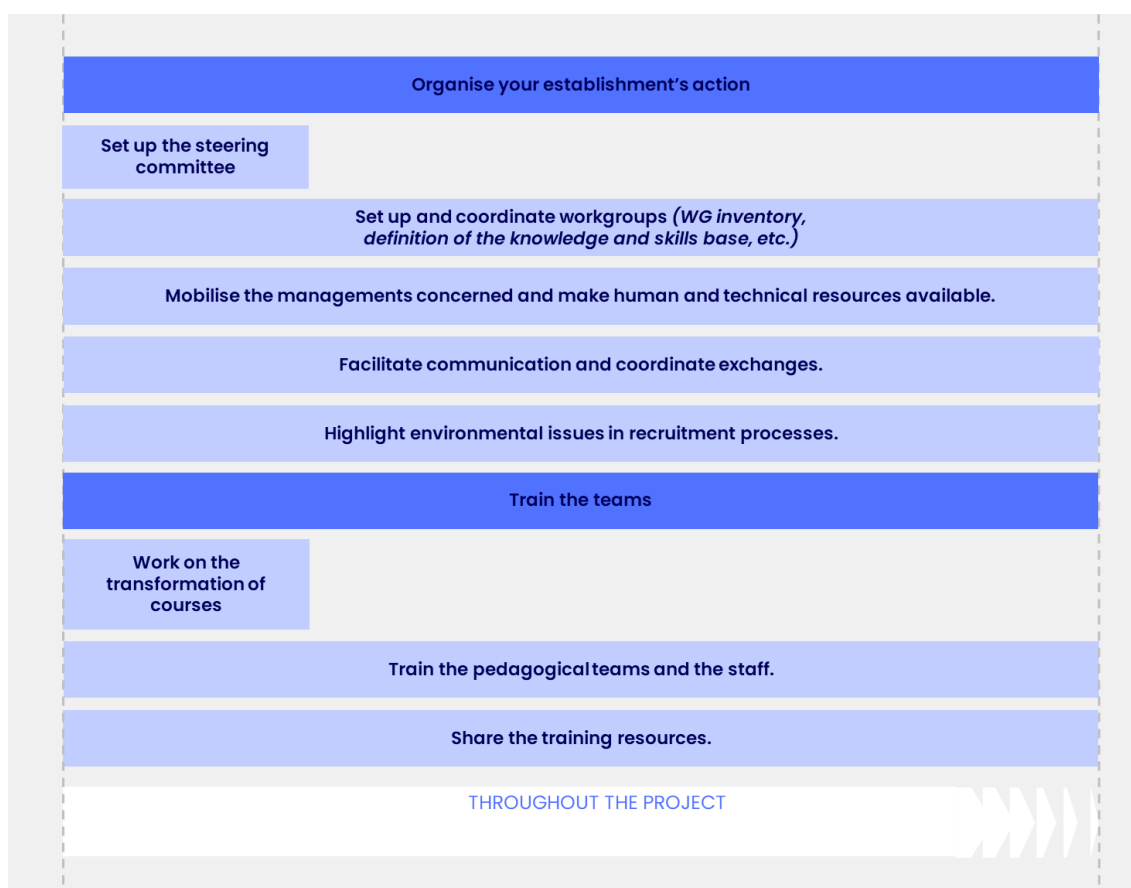 Organise your establishment’s action
Set up the steering
committee
Set up and coordinate workgroups (WG inventory,
definition of the knowledge and skills base, etc.)
Mobilise the managements concerned and make human and technical resources available.
Facilitate communication and coordinate exchanges.
Highlight environmental issues in recruitment processes.
Train the teams
Work on the
transformation of
courses
Train the pedagogical teams and the staff.
Share the training resources.
THROUGHOUT THE PROJECT